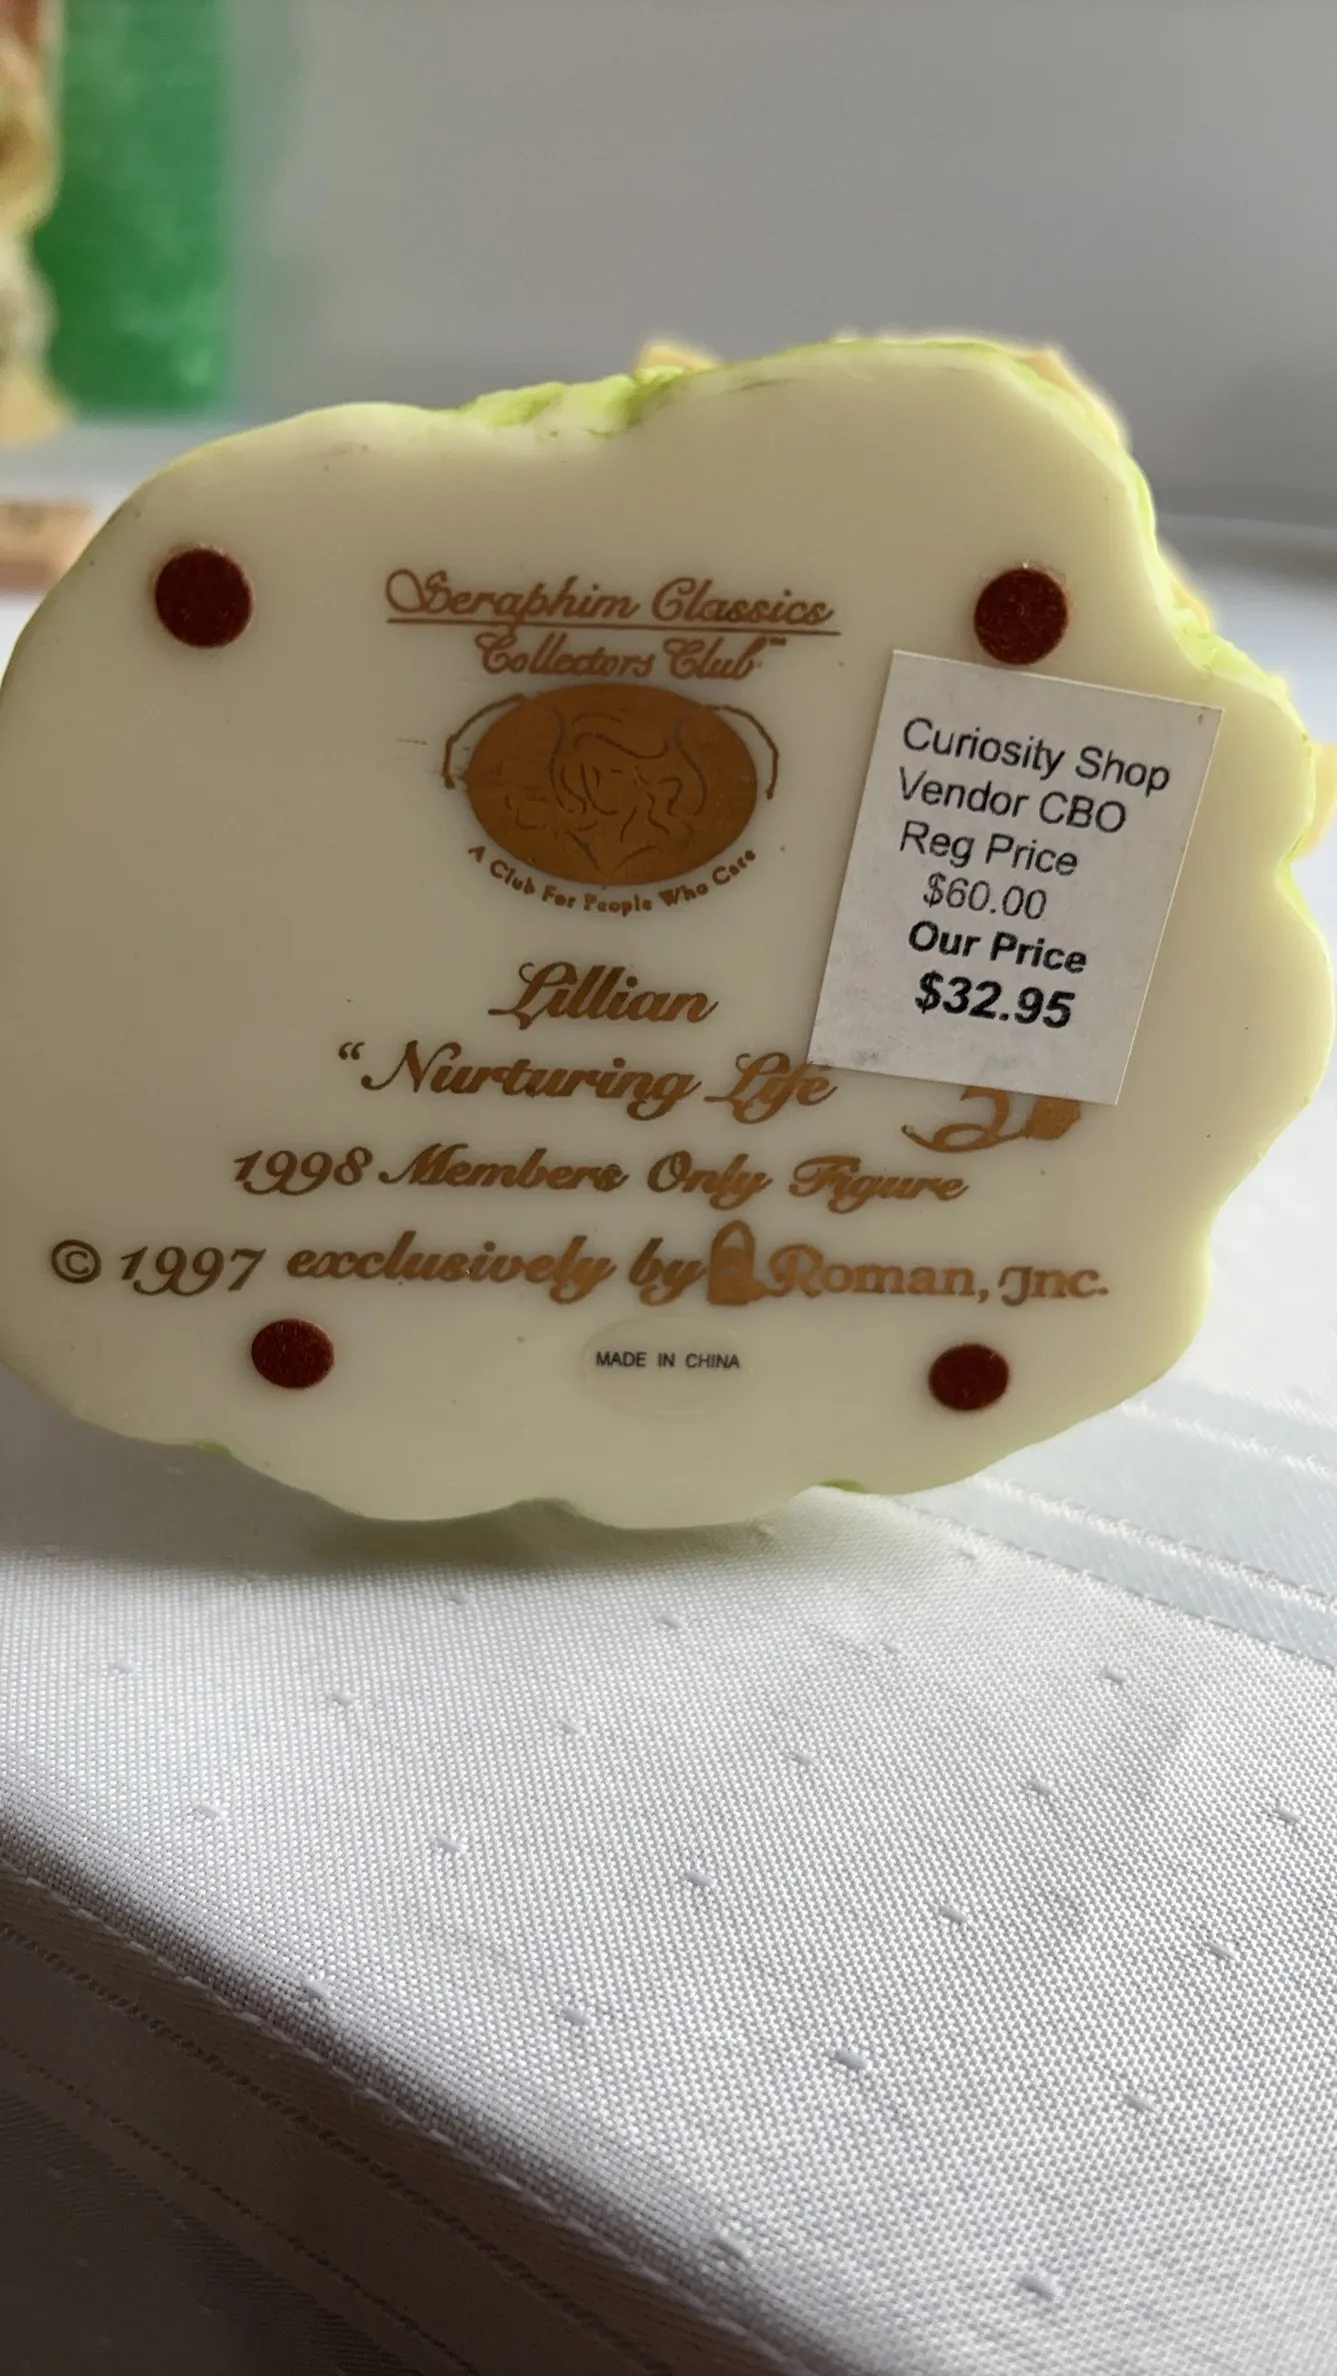 Seraphim Classics
Collectors Club™
A Club For People Who Care
Lillian
“Nurturing Life
1998 Members Only Figure
© 1997 exclusively by Roman, Inc.
MADE IN CHINA
Curiosity Shop
Vendor CBO
Reg Price
$60.00
Our Price
$32.95